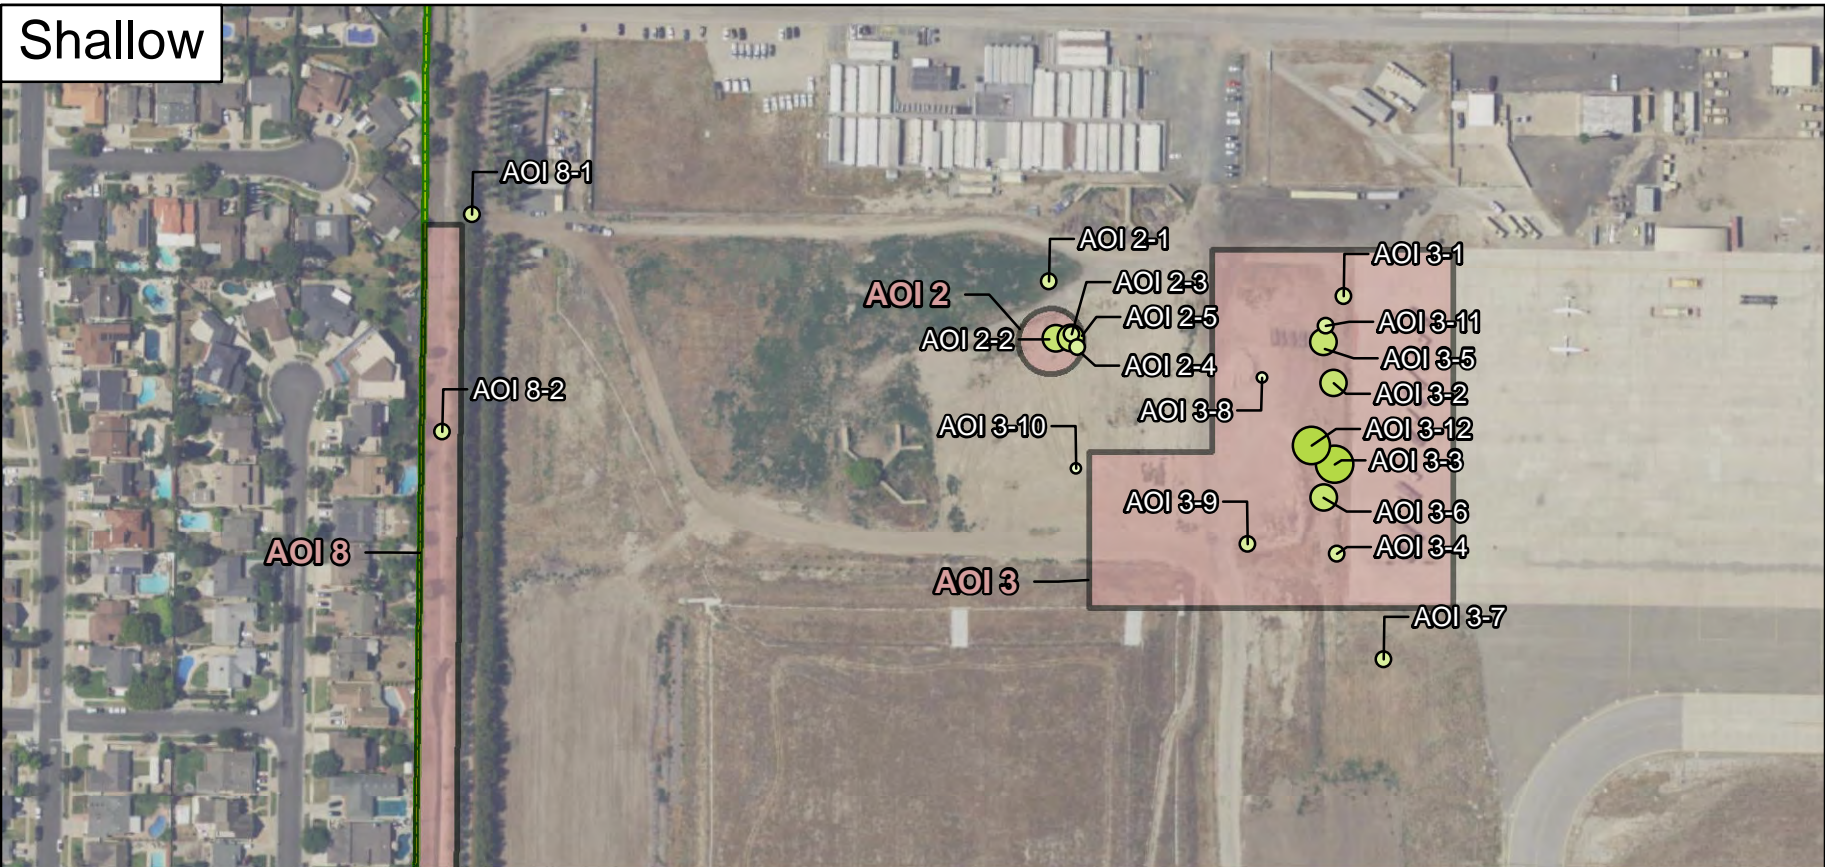 Shallow
AOI 8-1
AOI 2-1
AOI 3-1
AOI 2
AOI 2-3
AOI 2-5
AOI 3-11
AOI 2-2
AOI 3-5
AOI 2-4
AOI 8-2
AOI 3-2
AOI 3-8
AOI 3-10
AOI 3-12
AOI 3-3
AOI 3-9
AOI 3-6
AOI 8
AOI 3-4
AOI 3
AOI 3-7